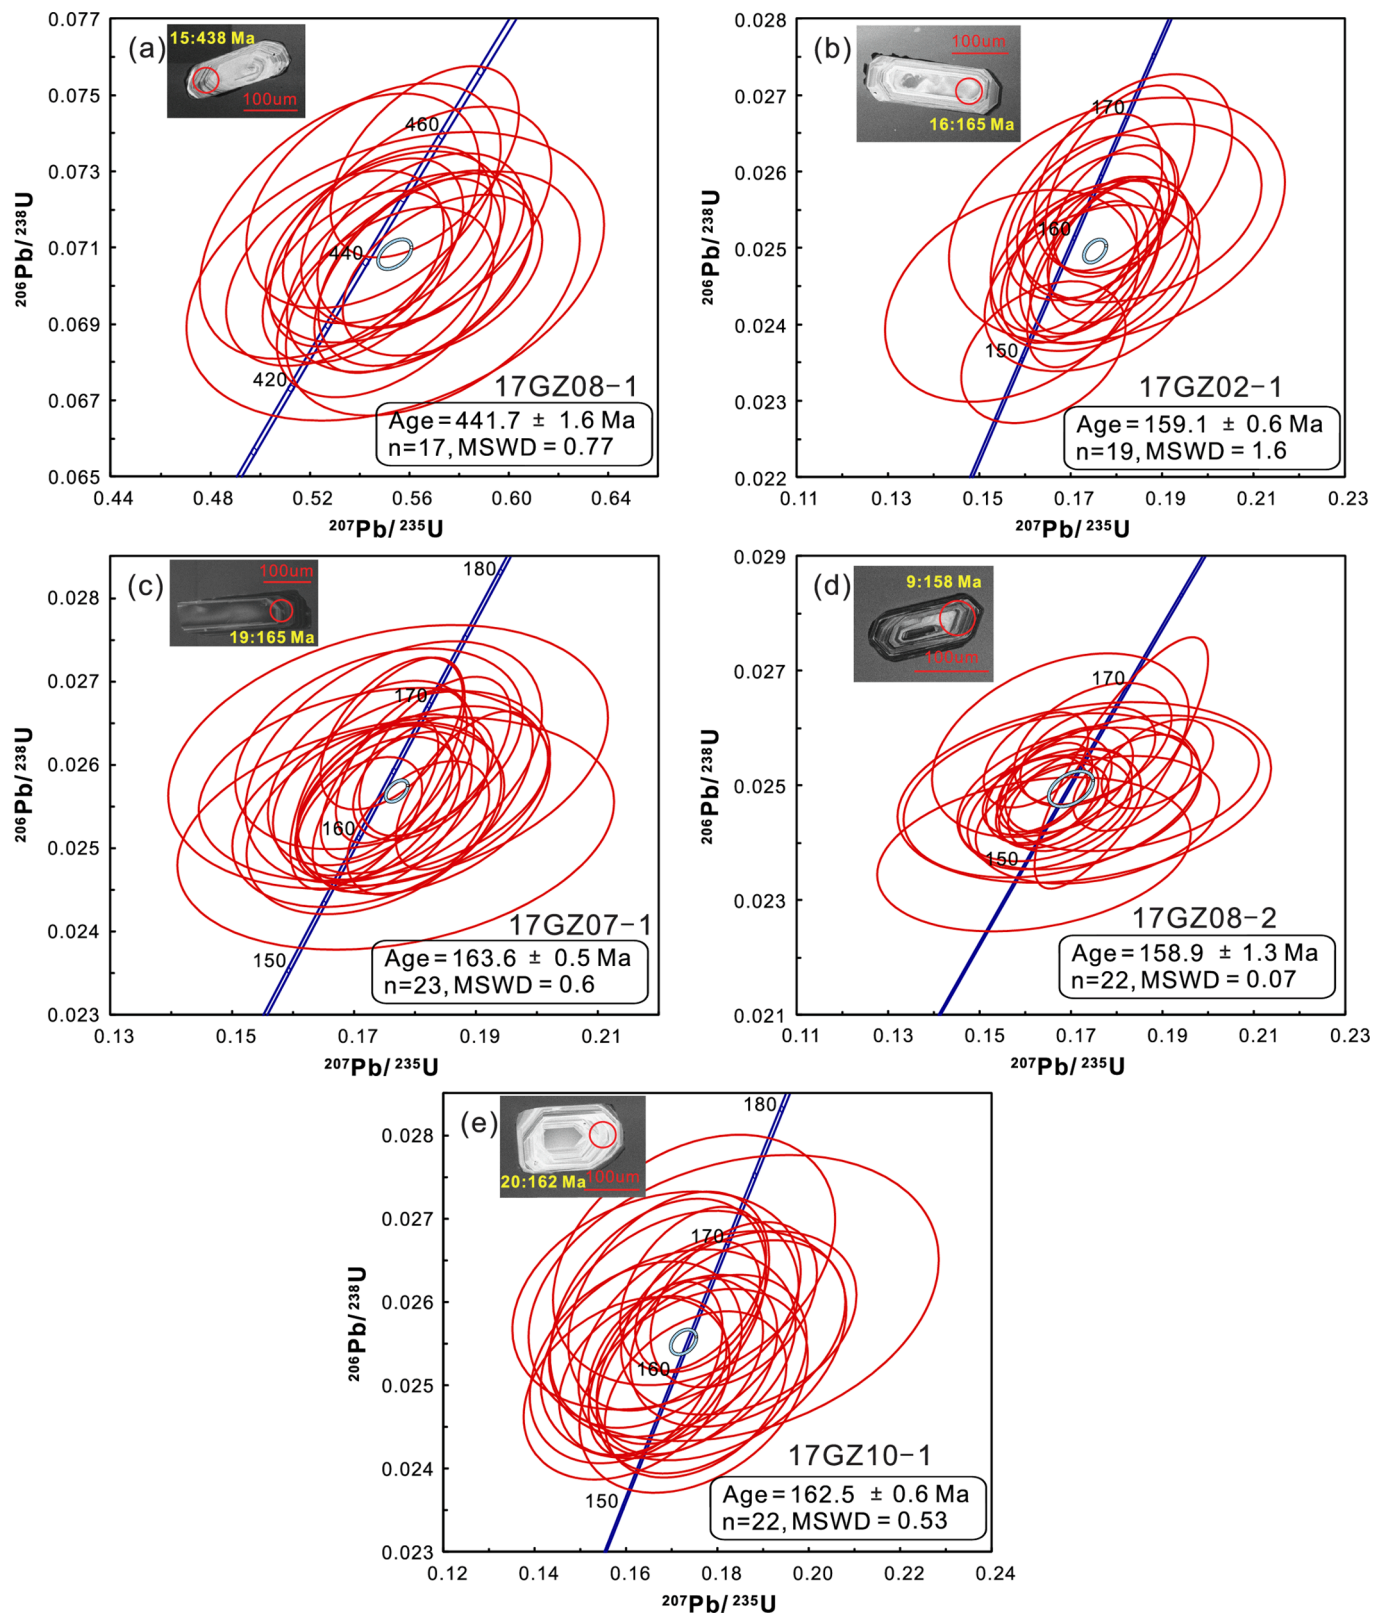 (a)
15:438 Ma
100um
0.077
0.075
0.073
0.071
0.069
0.067
0.065
206Pb/238U
460
440
420
17GZ08-1
Age=441.7 ± 1.6 Ma
n=17, MSWD=0.77
0.44
0.48
0.52
0.56
0.60
0.64
207Pb/235U
(b)
100um
16:165 Ma
0.028
0.027
0.026
0.025
0.024
0.023
0.022
206Pb/238U
170
160
150
17GZ02-1
Age=159.1 ± 0.6 Ma
n=19, MSWD=1.6
0.11
0.13
0.15
0.17
0.19
0.21
0.23
207Pb/235U
(c)
100um
19:165 Ma
0.028
0.027
0.026
0.025
0.024
0.023
206Pb/238U
180
170
160
150
17GZ07-1
Age=163.6 ± 0.5 Ma
n=23, MSWD=0.6
0.13
0.15
0.17
0.19
0.21
207Pb/235U
(d)
9:158 Ma
100um
0.029
0.027
0.025
0.023
0.021
206Pb/238U
170
150
17GZ08-2
Age=158.9 ± 1.3 Ma
n=22, MSWD=0.07
0.11
0.13
0.15
0.17
0.19
0.21
0.23
207Pb/235U
(e)
20:162 Ma
100um
0.028
0.027
0.026
0.025
0.024
0.023
206Pb/238U
180
170
160
150
17GZ10-1
Age=162.5 ± 0.6 Ma
n=22, MSWD=0.53
0.12
0.14
0.16
0.18
0.20
0.22
0.24
207Pb/235U